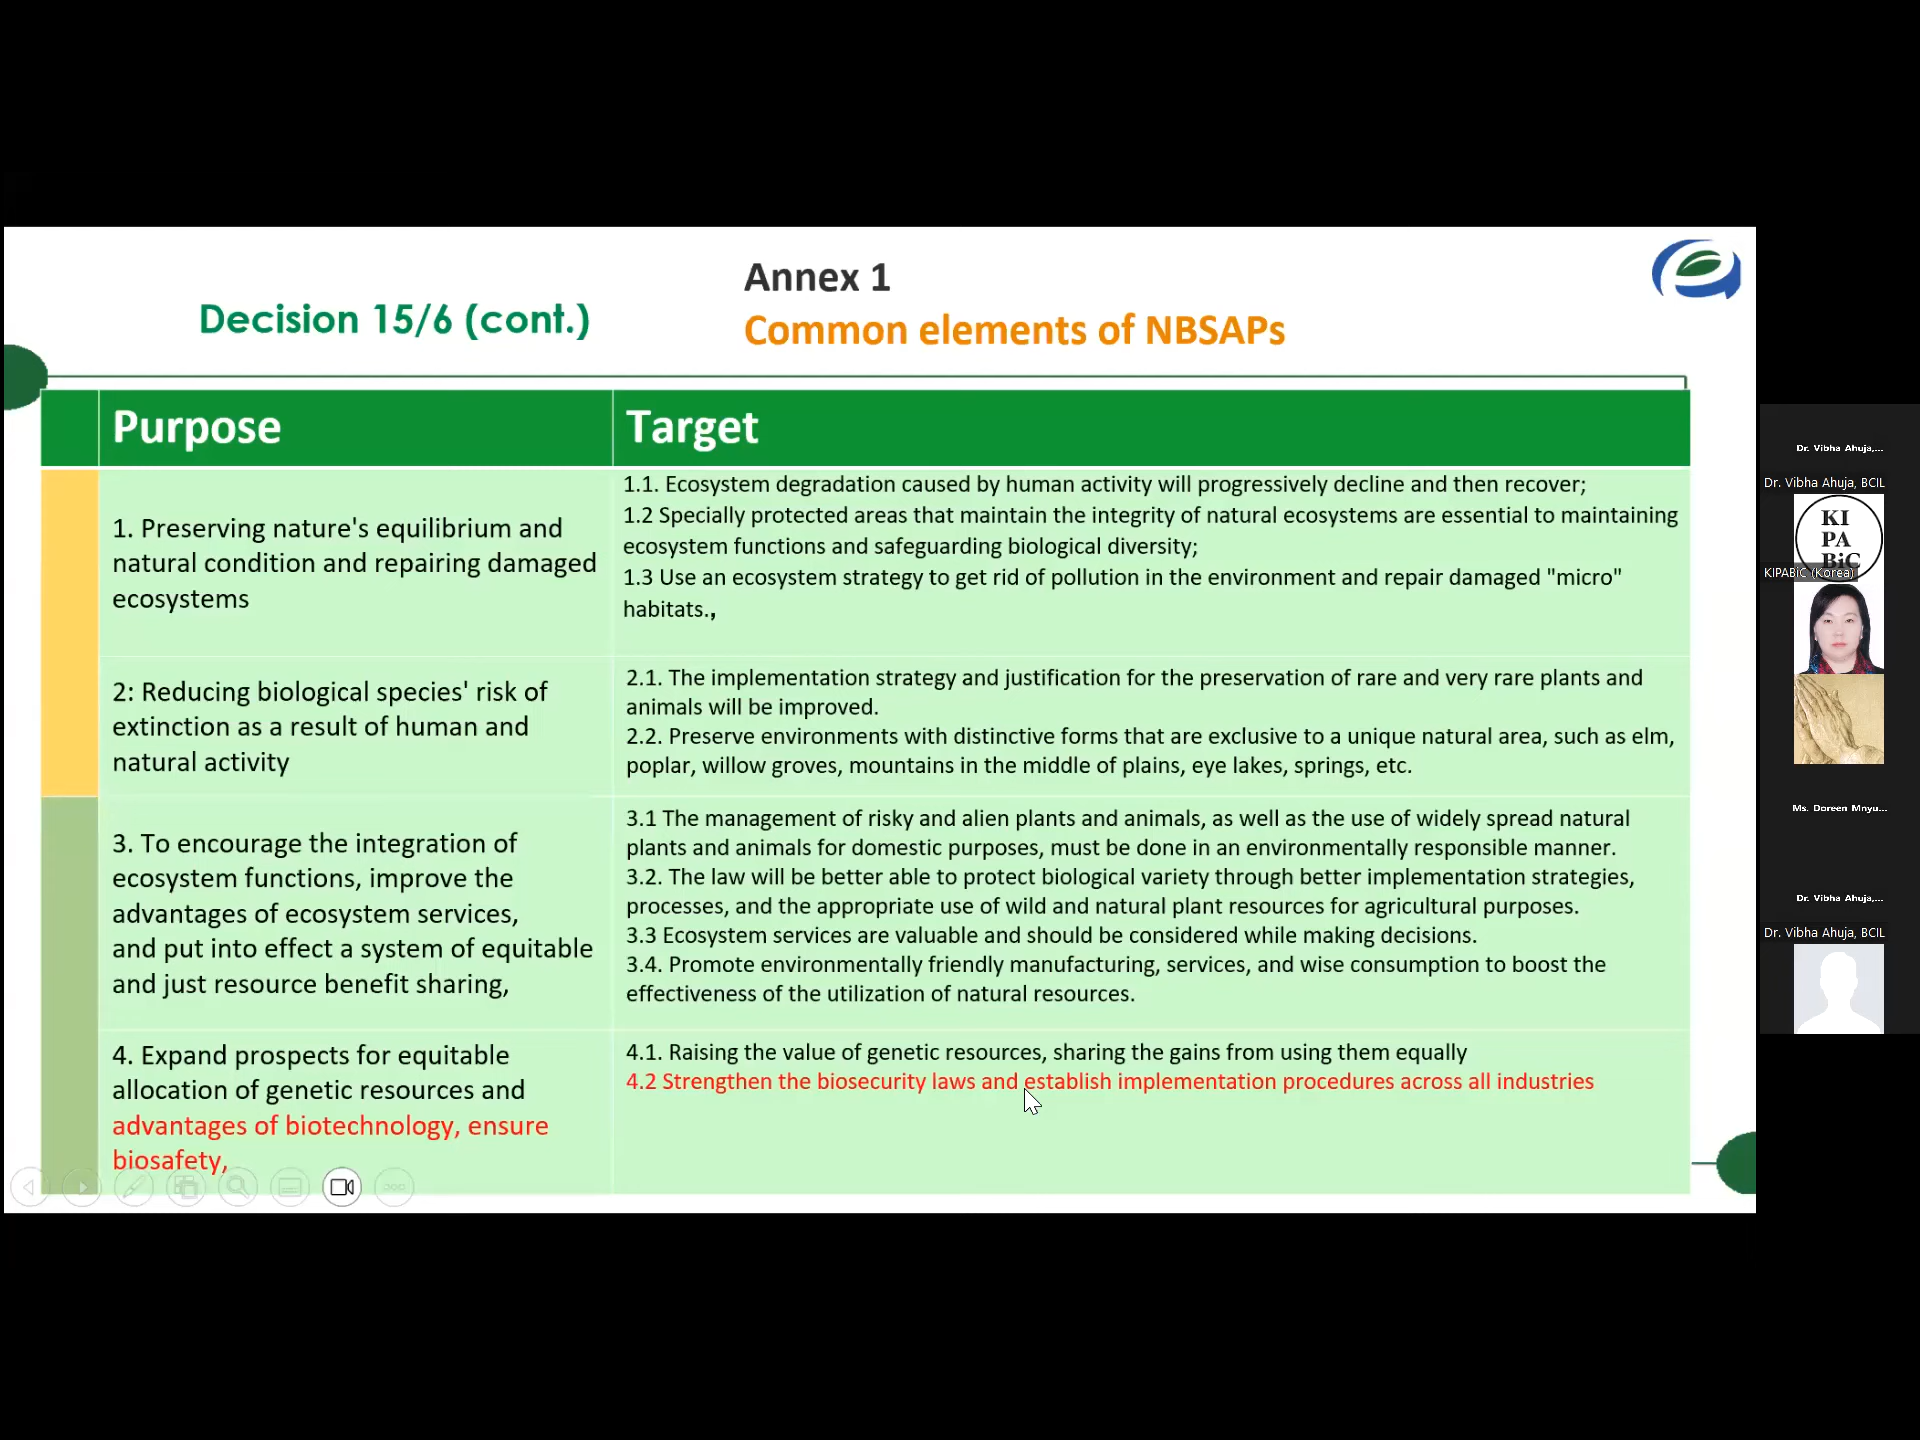 Annex 1
Decision 15/6 (cont.)
Common elements of NBSAPs
Purpose
Target
1. Preserving nature's equilibrium and
natural condition and repairing damaged
ecosystems
1.1. Ecosystem degradation caused by human activity will progressively decline and then recover;
1.2 Specially protected areas that maintain the integrity of natural ecosystems are essential to maintaining
ecosystem functions and safeguarding biological diversity;
1.3 Use an ecosystem strategy to get rid of pollution in the environment and repair damaged "micro"
habitats.,
2: Reducing biological species' risk of
extinction as a result of human and
natural activity
2.1. The implementation strategy and justification for the preservation of rare and very rare plants and
animals will be improved.
2.2. Preserve environments with distinctive forms that are exclusive to a unique natural area, such as elm,
poplar, willow groves, mountains in the middle of plains, eye lakes, springs, etc.
3. To encourage the integration of
ecosystem functions, improve the
advantages of ecosystem services,
and put into effect a system of equitable
and just resource benefit sharing,
3.1 The management of risky and alien plants and animals, as well as the use of widely spread natural
plants and animals for domestic purposes, must be done in an environmentally responsible manner.
3.2. The law will be better able to protect biological variety through better implementation strategies,
processes, and the appropriate use of wild and natural plant resources for agricultural purposes.
3.3 Ecosystem services are valuable and should be considered while making decisions.
3.4. Promote environmentally friendly manufacturing, services, and wise consumption to boost the
effectiveness of the utilization of natural resources.
4. Expand prospects for equitable
allocation of genetic resources and
advantages of biotechnology, ensure
biosafety,
4.1. Raising the value of genetic resources, sharing the gains from using them equally
4.2 Strengthen the biosecurity laws and establish implementation procedures across all industries
Dr. Vibha Ahuja,...
Dr. Vibha Ahuja, BCIL
KI
PA
BiC
KIPABiC (Korea)
Ms. Doreen Mnyu...
Dr. Vibha Ahuja,...
Dr. Vibha Ahuja, BCIL